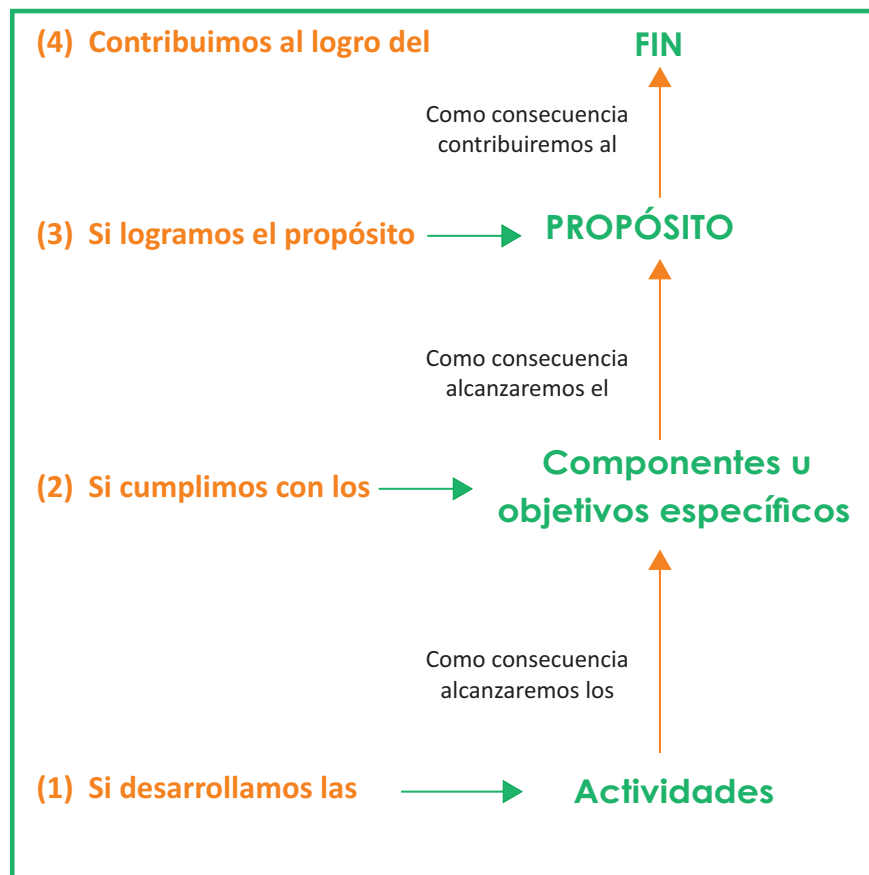 (4) Contribuimos al logro del FIN
Como consecuencia
contribuiremos al
(3) Si logramos el propósito PROPÓSITO
Como consecuencia
alcanzaremos el
(2) Si cumplimos con los Componentes u
objetivos específicos
Como consecuencia
alcanzaremos los
(1) Si desarrollamos las Actividades